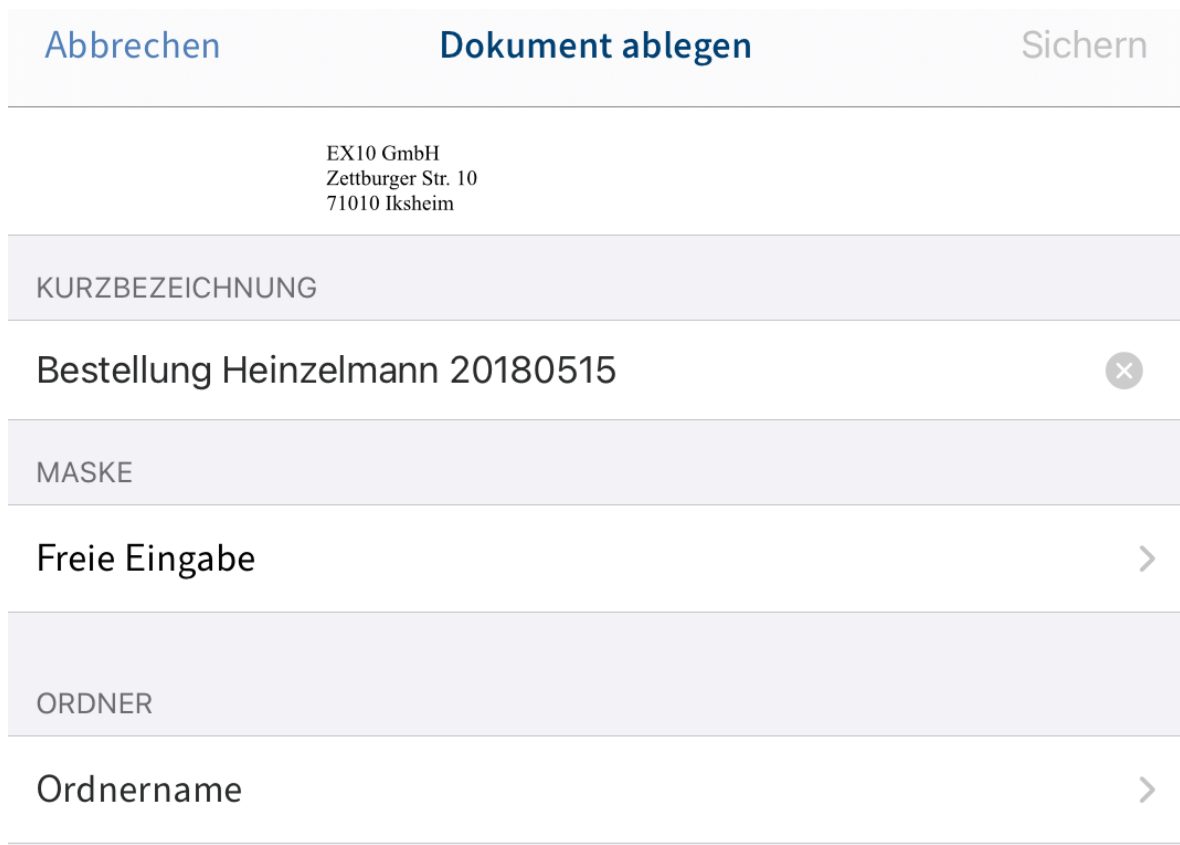 Abbrechen Dokument ablegen Sichern
EX10 GmbH
Zettburger Str. 10
71010 Iksheim
KURZBEZEICHNUNG
Bestellung Heinzelmann 20180515
MASKE
Freie Eingabe
ORDNER
Ordnername